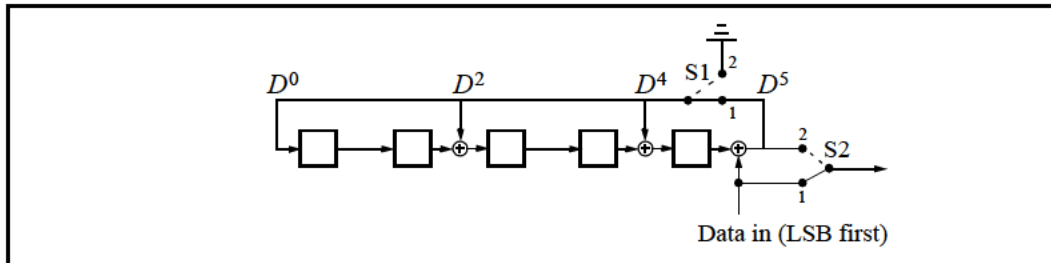 2
D⁰ D² D⁴ S1 D⁵
1
2
S2
1
Data in (LSB first)